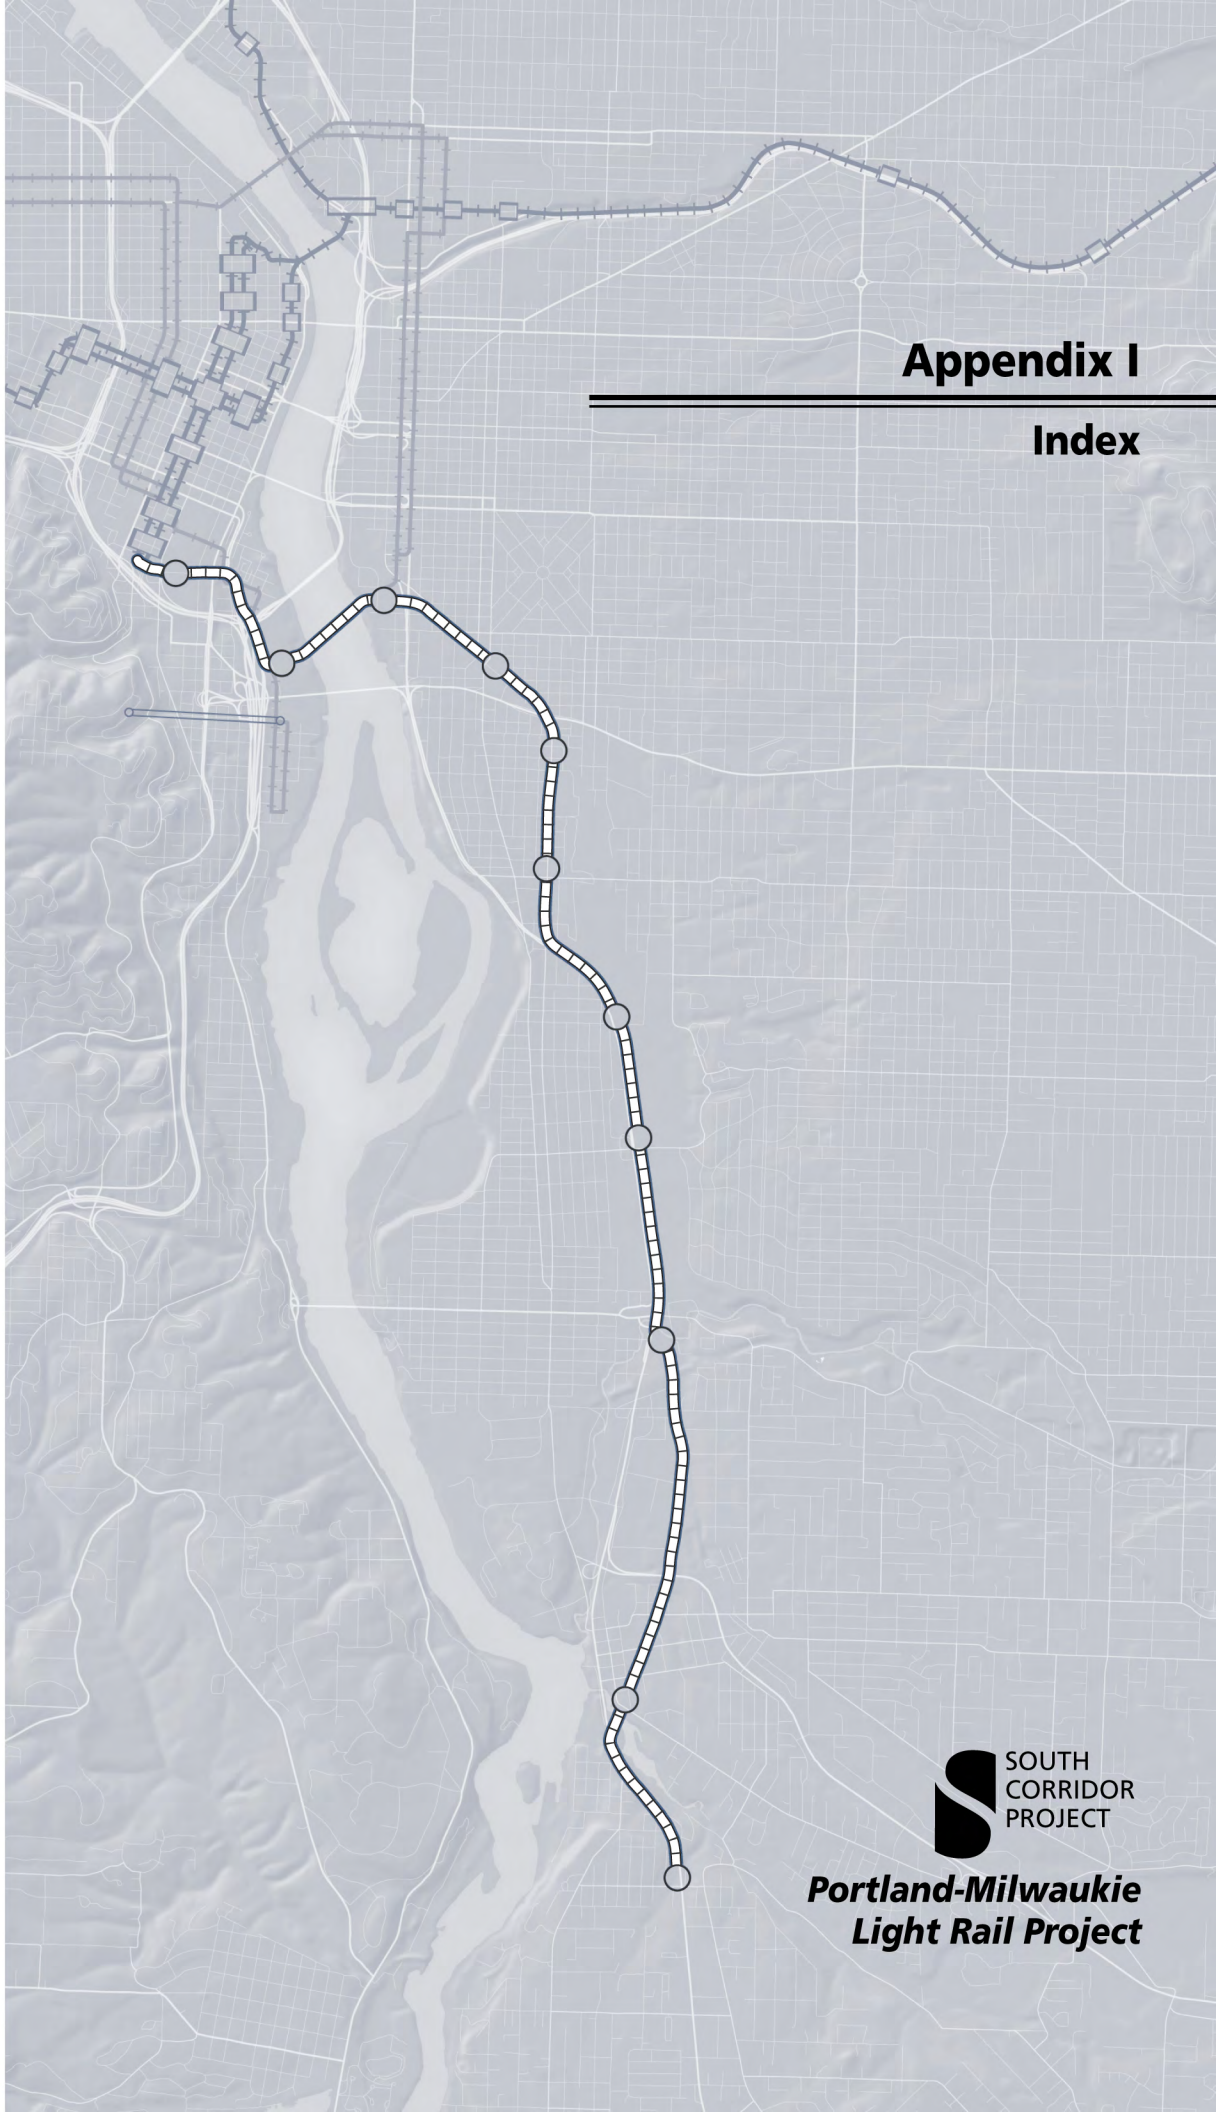 Appendix I
Index
SOUTH
CORRIDOR
PROJECT
Portland-Milwaukie
Light Rail Project